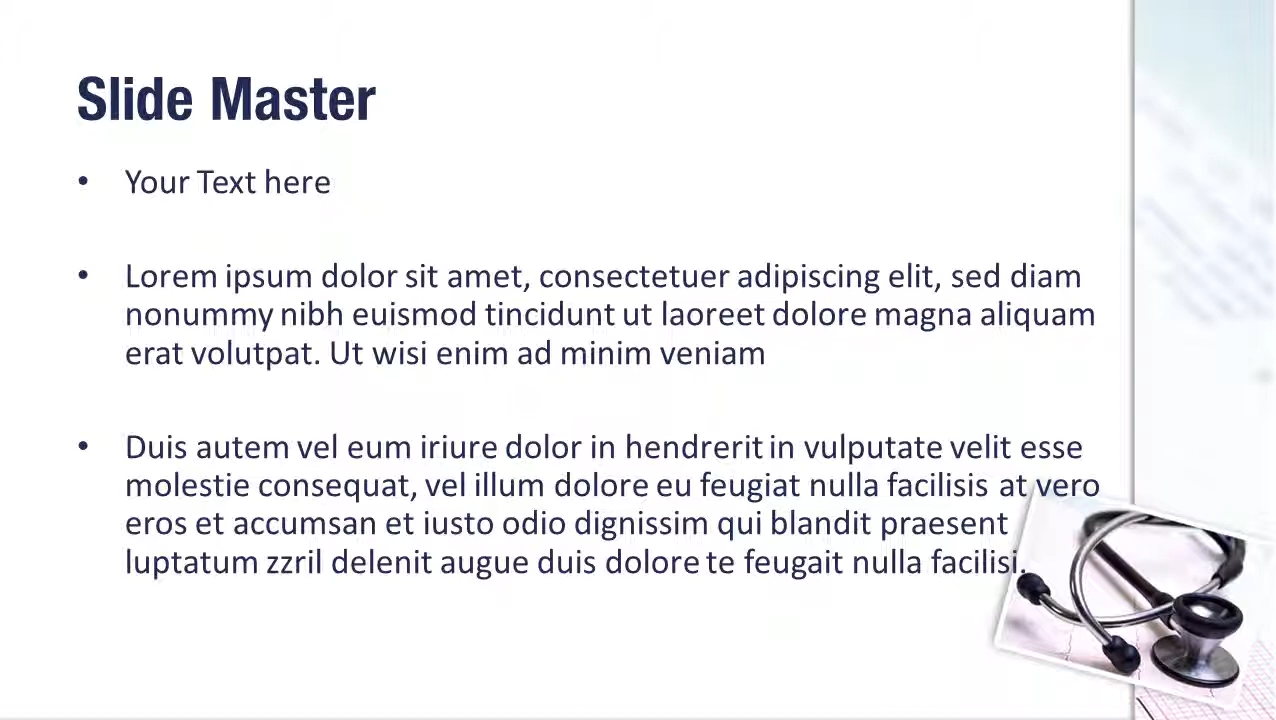 Slide Master
• Your Text here
• Lorem ipsum dolor sit amet, consectetuer adipiscing elit, sed diam
nonummy nibh euismod tincidunt ut laoreet dolore magna aliquam
erat volutpat. Ut wisi enim ad minim veniam
• Duis autem vel eum iriure dolor in hendrerit in vulputate velit esse
molestie consequat, vel illum dolore eu feugiat nulla facilisis at vero
eros et accumsan et iusto odio dignissim qui blandit praesent
luptatum zzril delenit augue duis dolore te feugait nulla facilisi.